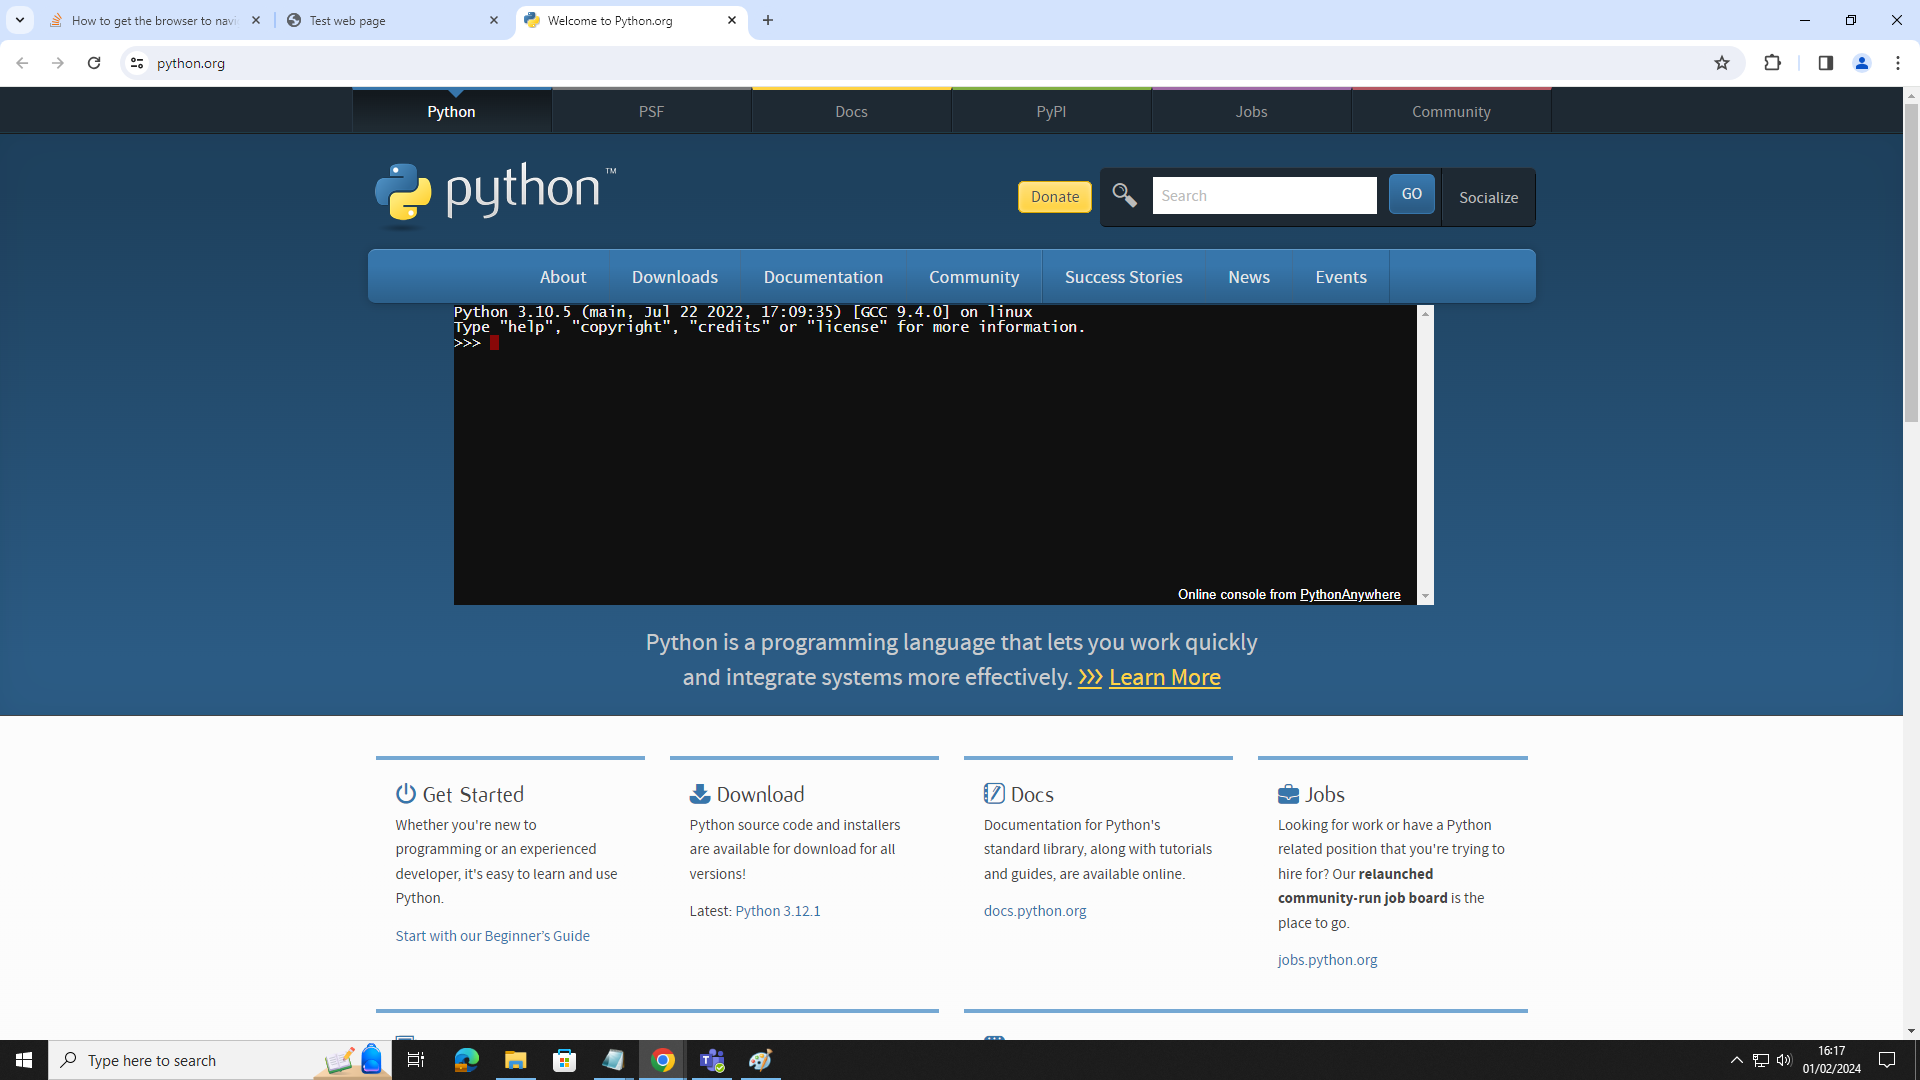 How to get the browser to navi
Test web page
Welcome to Python.org
python.org
Python
PSF
Docs
PyPI
Jobs
Community
python™
Donate
Search
GO
Socialize
About
Downloads
Documentation
Community
Success Stories
News
Events
Python 3.10.5 (main, Jul 22 2022, 17:09:35) [GCC 9.4.0] on linux
Type "help", "copyright", "credits" or "license" for more information.
>>>
Online console from PythonAnywhere
Python is a programming language that lets you work quickly
and integrate systems more effectively. >>> Learn More
Get Started
Whether you're new to
programming or an experienced
developer, it's easy to learn and use
Python.
Start with our Beginner’s Guide
Download
Python source code and installers
are available for download for all
versions!
Latest: Python 3.12.1
Docs
Documentation for Python's
standard library, along with tutorials
and guides, are available online.
docs.python.org
Jobs
Looking for work or have a Python
related position that you're trying to
hire for? Our relaunched
community-run job board is the
place to go.
jobs.python.org
Type here to search
16:17
01/02/2024